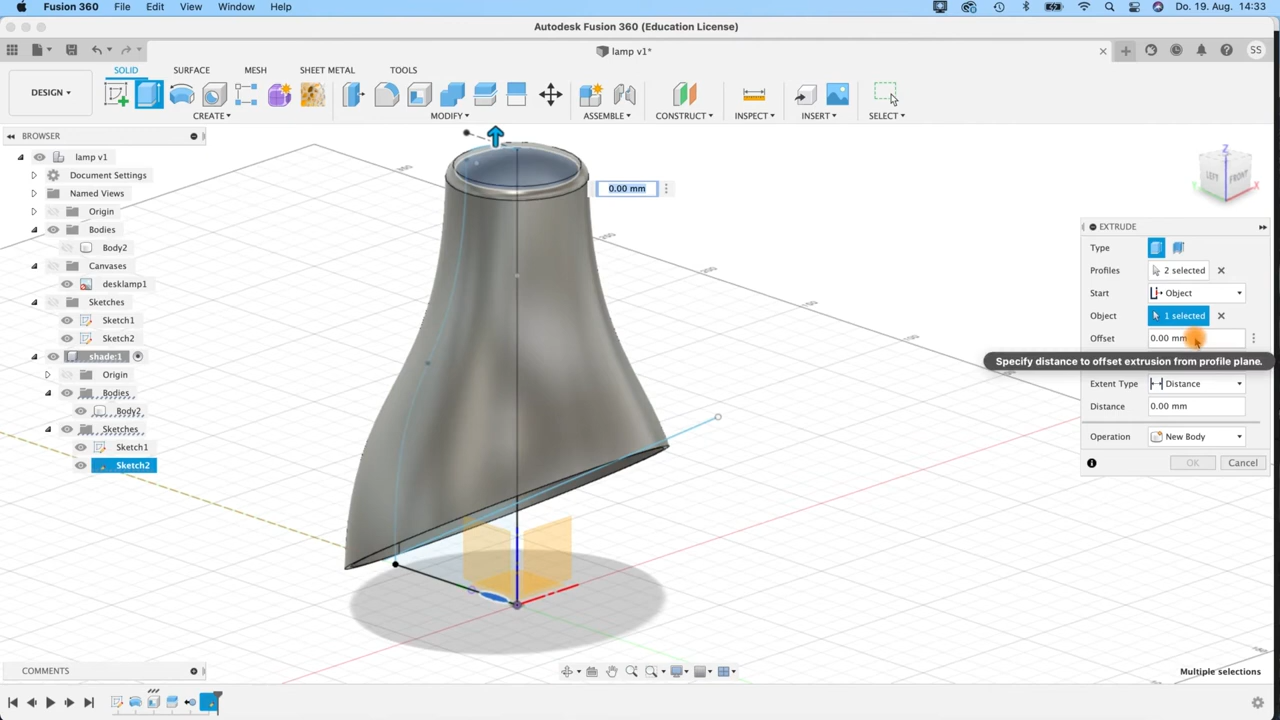 Fusion 360 File Edit View Window Help Do. 19. Aug. 14:33
Autodesk Fusion 360 (Education License)
lamp v1* SS
SOLID SURFACE MESH SHEET METAL TOOLS
DESIGN
CREATE MODIFY ASSEMBLE CONSTRUCT INSPECT INSERT SELECT
BROWSER
lamp v1
Document Settings
Named Views
Origin
Bodies
Body2
Canvases
desklamp1
Sketches
Sketch1
Sketch2
shade:1
Origin
Bodies
Body2
Sketches
Sketch1
Sketch2
0.00 mm
Z
LEFT FRONT
Y X
EXTRUDE
Type
Profiles 2 selected
Start Object
Object 1 selected
Offset 0.00 mm
Specify distance to offset extrusion from profile plane.
Extent Type Distance
Distance 0.00 mm
Operation New Body
OK Cancel
COMMENTS
Multiple selections